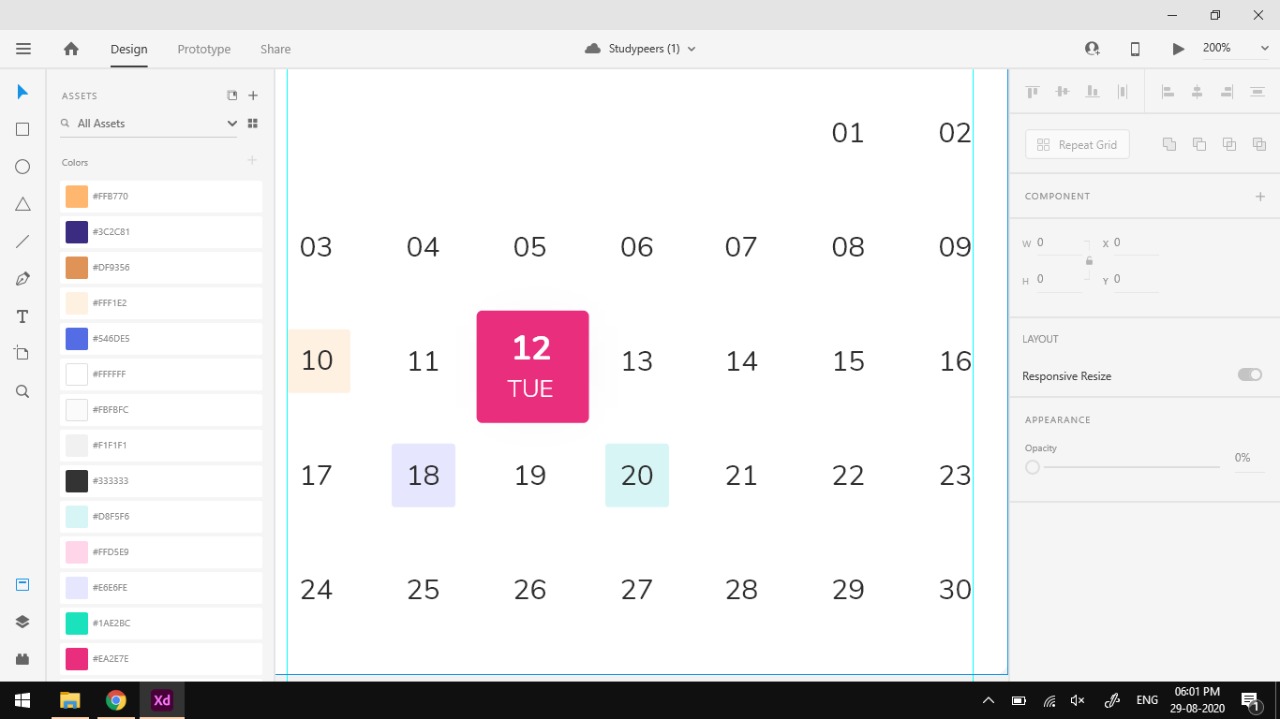 Design Prototype Share
Studypeers (1)
200%
ASSETS
All Assets
Colors
#FFB770
#3C2C81
#DF9356
#FFF1E2
#546DE5
#FFFFFF
#FBFBFC
#F1F1F1
#333333
#D8F5F6
#FFD5E9
#E6E6FE
#1AE2BC
#EA2E7E
01 02
03 04 05 06 07 08 09
10 11 12 13 14 15 16
TUE
17 18 19 20 21 22 23
24 25 26 27 28 29 30
Repeat Grid
COMPONENT
W 0 X 0
H 0 Y 0
LAYOUT
Responsive Resize
APPEARANCE
Opacity
0%
T
Xd
ENG
06:01 PM
29-08-2020
1